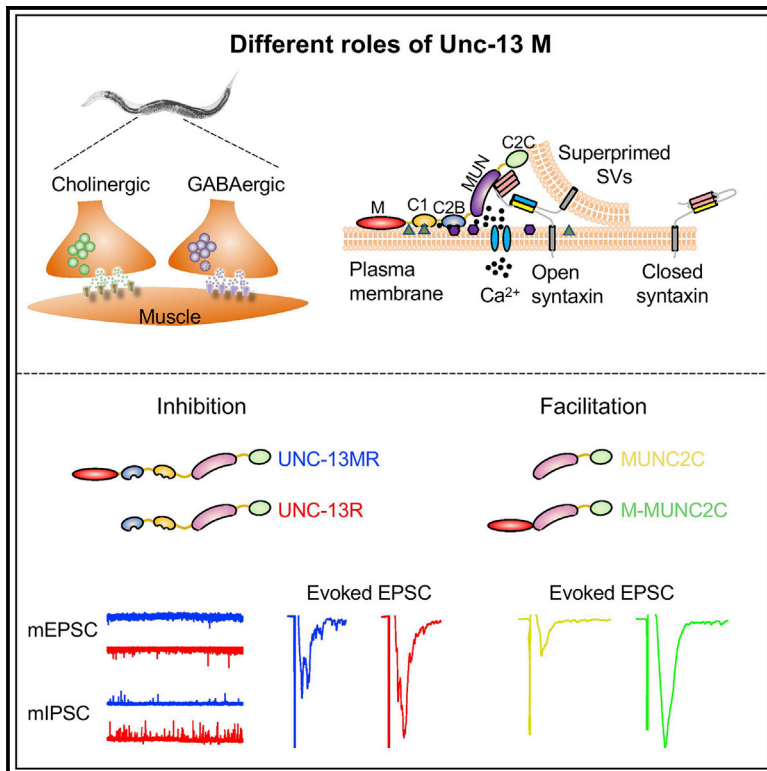 Different roles of Unc-13 M
Cholinergic
GABAergic
Muscle
M
C1
C2B
MUN
C2C
Superprimed
SVs
Plasma
membrane
Ca²⁺
Open
syntaxin
Closed
syntaxin
Inhibition
Facilitation
UNC-13MR
MUNC2C
UNC-13R
M-MUNC2C
mEPSC
Evoked EPSC
Evoked EPSC
mIPSC